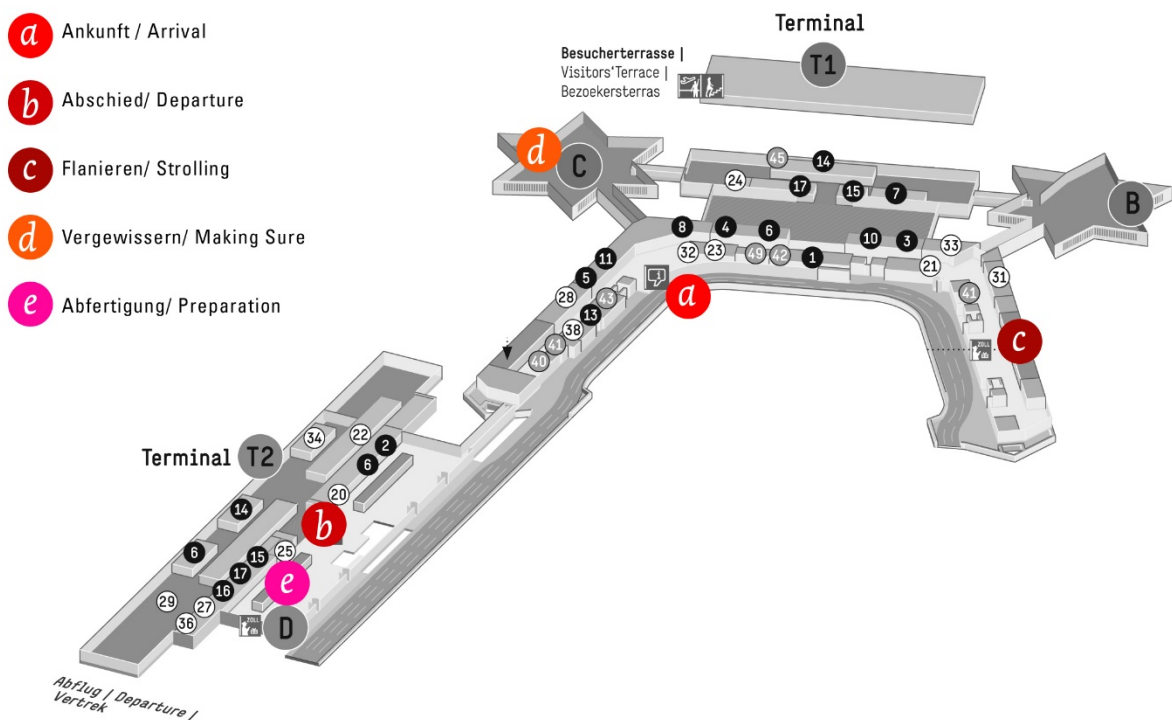 a Ankunft / Arrival
b Abschied/ Departure
c Flanieren/ Strolling
d Vergewissern/ Making Sure
e Abfertigung/ Preparation
Terminal
T1
Besucherterrasse |
Visitors'Terrace |
Bezoekersterras
d
C
45
14
24
17
15
7
B
8
4
6
10
3
33
32
23
49
42
1
21
31
11
5
28
43
13
38
41
40
a
41
ZOLL
c
34
22
2
6
Terminal T2
20
14
b
6
15
25
17
16
e
29
27
36
ZOLL
D
Abflug | Departure |
Vertrek